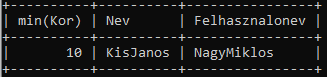 min(Kor) | Nev | Felhasznalonev
10 | KisJanos | NagyMiklos